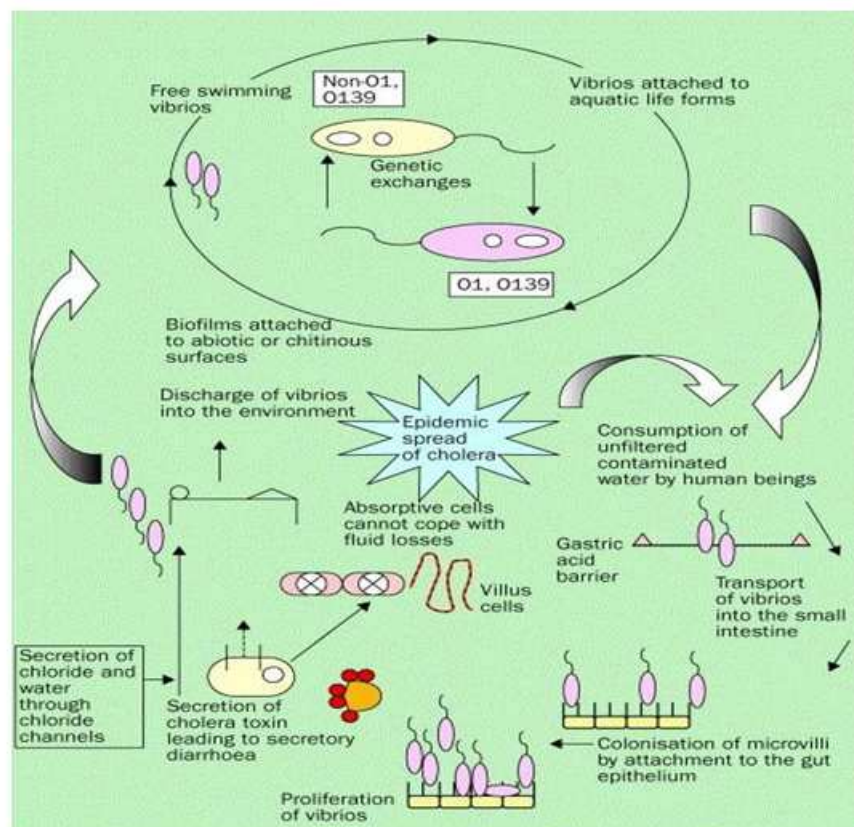 Free swimming
vibrios
Non-O1,
O139
Vibrios attached to
aquatic life forms
Genetic
exchanges
O1, O139
Biofilms attached
to abiotic or chitinous
surfaces
Discharge of vibrios
into the environment
Epidemic
spread
of cholera
Consumption of
unfiltered
contaminated
water by human beings
Absorptive cells
cannot cope with
fluid losses
Gastric
acid
barrier
Villus
cells
Transport
of vibrios
into the small
intestine
Secretion of
chloride and
water
through
chloride
channels
Secretion of
cholera toxin
leading to secretory
diarrhoea
Colonisation of microvilli
by attachment to the gut
epithelium
Proliferation
of vibrios